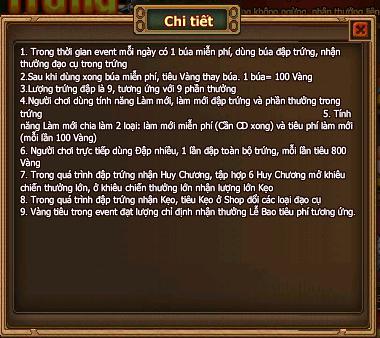 Trứng
không ngừng, nhận thưởng liên
Chi tiết
1. Trong thời gian event mỗi ngày có 1 búa miễn phí, dùng búa đập trứng, nhận
thưởng đạo cụ trong trứng
2.Sau khi dùng xong búa miễn phí, tiêu Vàng thay búa. 1 búa= 100 Vàng
3.Lượng trứng đập là 9, tương ứng với 9 phần thưởng
4.Người chơi dùng tính năng Làm mới, làm mới đập trứng và phần thưởng trong
trứng 5. Tính
năng Làm mới chia làm 2 loại: làm mới miễn phí (Cần CD xong) và tiêu phí làm mới
(mỗi lần 100 Vàng)
6. Người chơi trực tiếp dùng Đập nhiều, 1 lần đập toàn bộ trứng, mỗi lần tiêu 800
Vàng
7. Trong quá trình đập trứng nhận Huy Chương, tập hợp 6 Huy Chương mở khiêu
chiến thưởng lớn, ở khiêu chiến thưởng lớn nhận lượng lớn Kẹo
8. Trong quá trình đập trứng nhận Kẹo, tiêu Kẹo ở Shop đổi các loại đạo cụ
9. Vàng tiêu trong event đạt lượng chỉ định nhận thưởng Lễ Bao tiêu phí tương ứng.